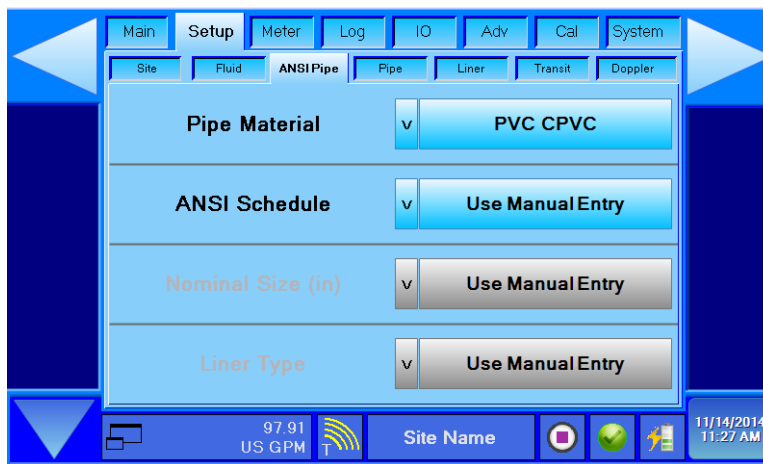 Main Setup Meter Log IO Adv Cal System
Site Fluid ANSI Pipe Pipe Liner Transit Doppler
Pipe Material v PVC CPVC
ANSI Schedule v Use Manual Entry
Nominal Size (in) v Use Manual Entry
Liner Type v Use Manual Entry
97.91
US GPM T Site Name
11/14/2014
11:27 AM